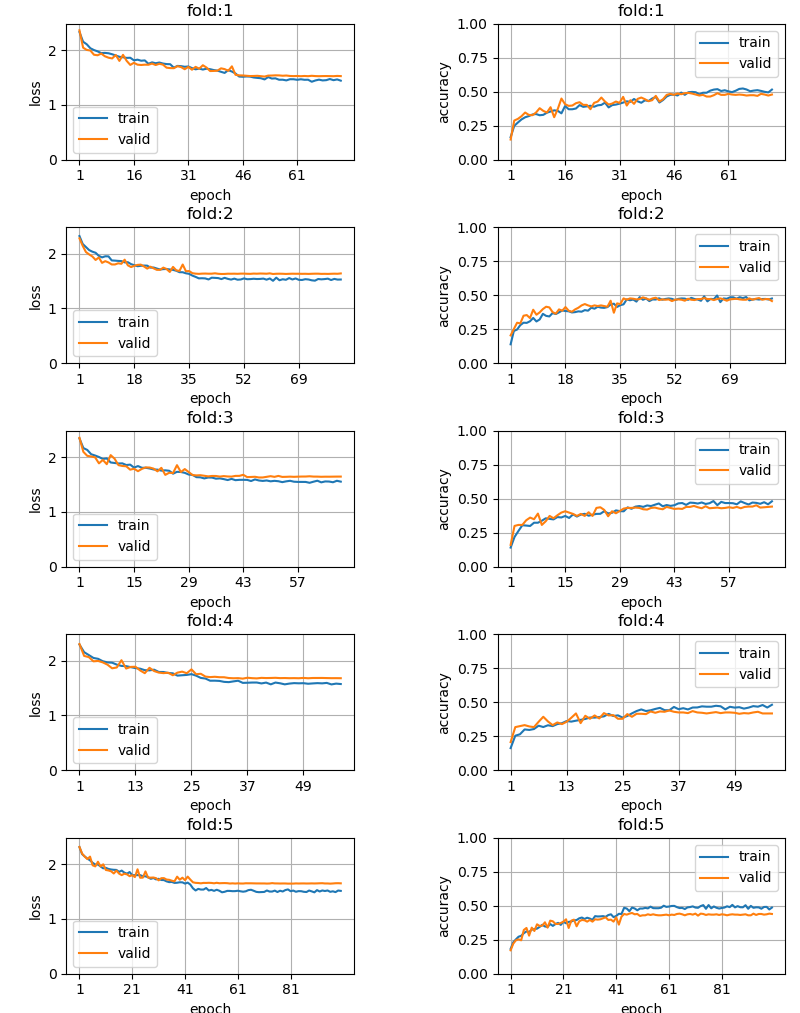 fold:1
fold:1
2
1
0
loss
train
valid
1 16 31 46 61
epoch
1.00
0.75
0.50
0.25
0.00
accuracy
train
valid
1 16 31 46 61
epoch
fold:2
fold:2
2
1
0
loss
train
valid
1 18 35 52 69
epoch
1.00
0.75
0.50
0.25
0.00
accuracy
train
valid
1 18 35 52 69
epoch
fold:3
fold:3
2
1
0
loss
train
valid
1 15 29 43 57
epoch
1.00
0.75
0.50
0.25
0.00
accuracy
train
valid
1 15 29 43 57
epoch
fold:4
fold:4
2
1
0
loss
train
valid
1 13 25 37 49
epoch
1.00
0.75
0.50
0.25
0.00
accuracy
train
valid
1 13 25 37 49
epoch
fold:5
fold:5
2
1
0
loss
train
valid
1 21 41 61 81
epoch
1.00
0.75
0.50
0.25
0.00
accuracy
train
valid
1 21 41 61 81
epoch